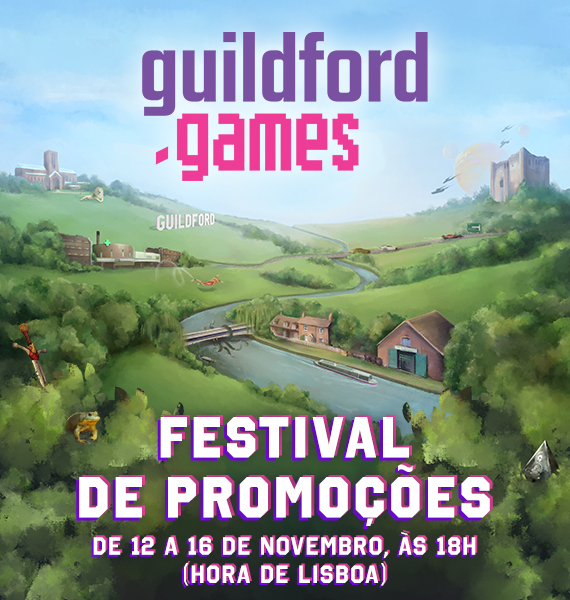 guildford
.games
GUILDFORD
FESTIVAL
DE PROMOÇÕES
DE 12 A 16 DE NOVEMBRO, ÀS 18H
(HORA DE LISBOA)